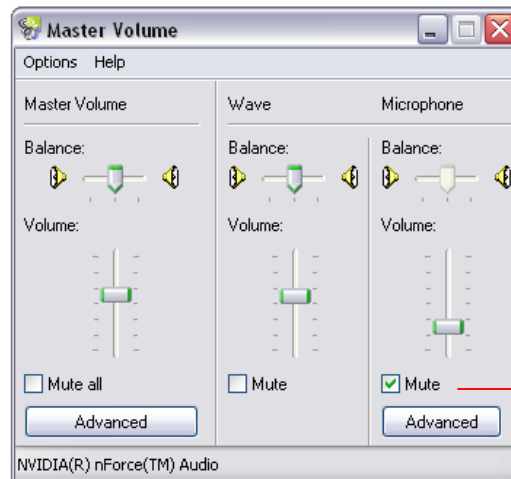 Master Volume
Options Help
Master Volume Wave Microphone
Balance: Balance: Balance:
Volume: Volume: Volume:
Mute all Mute Mute
Advanced Advanced
NVIDIA(R) nForce(TM) Audio